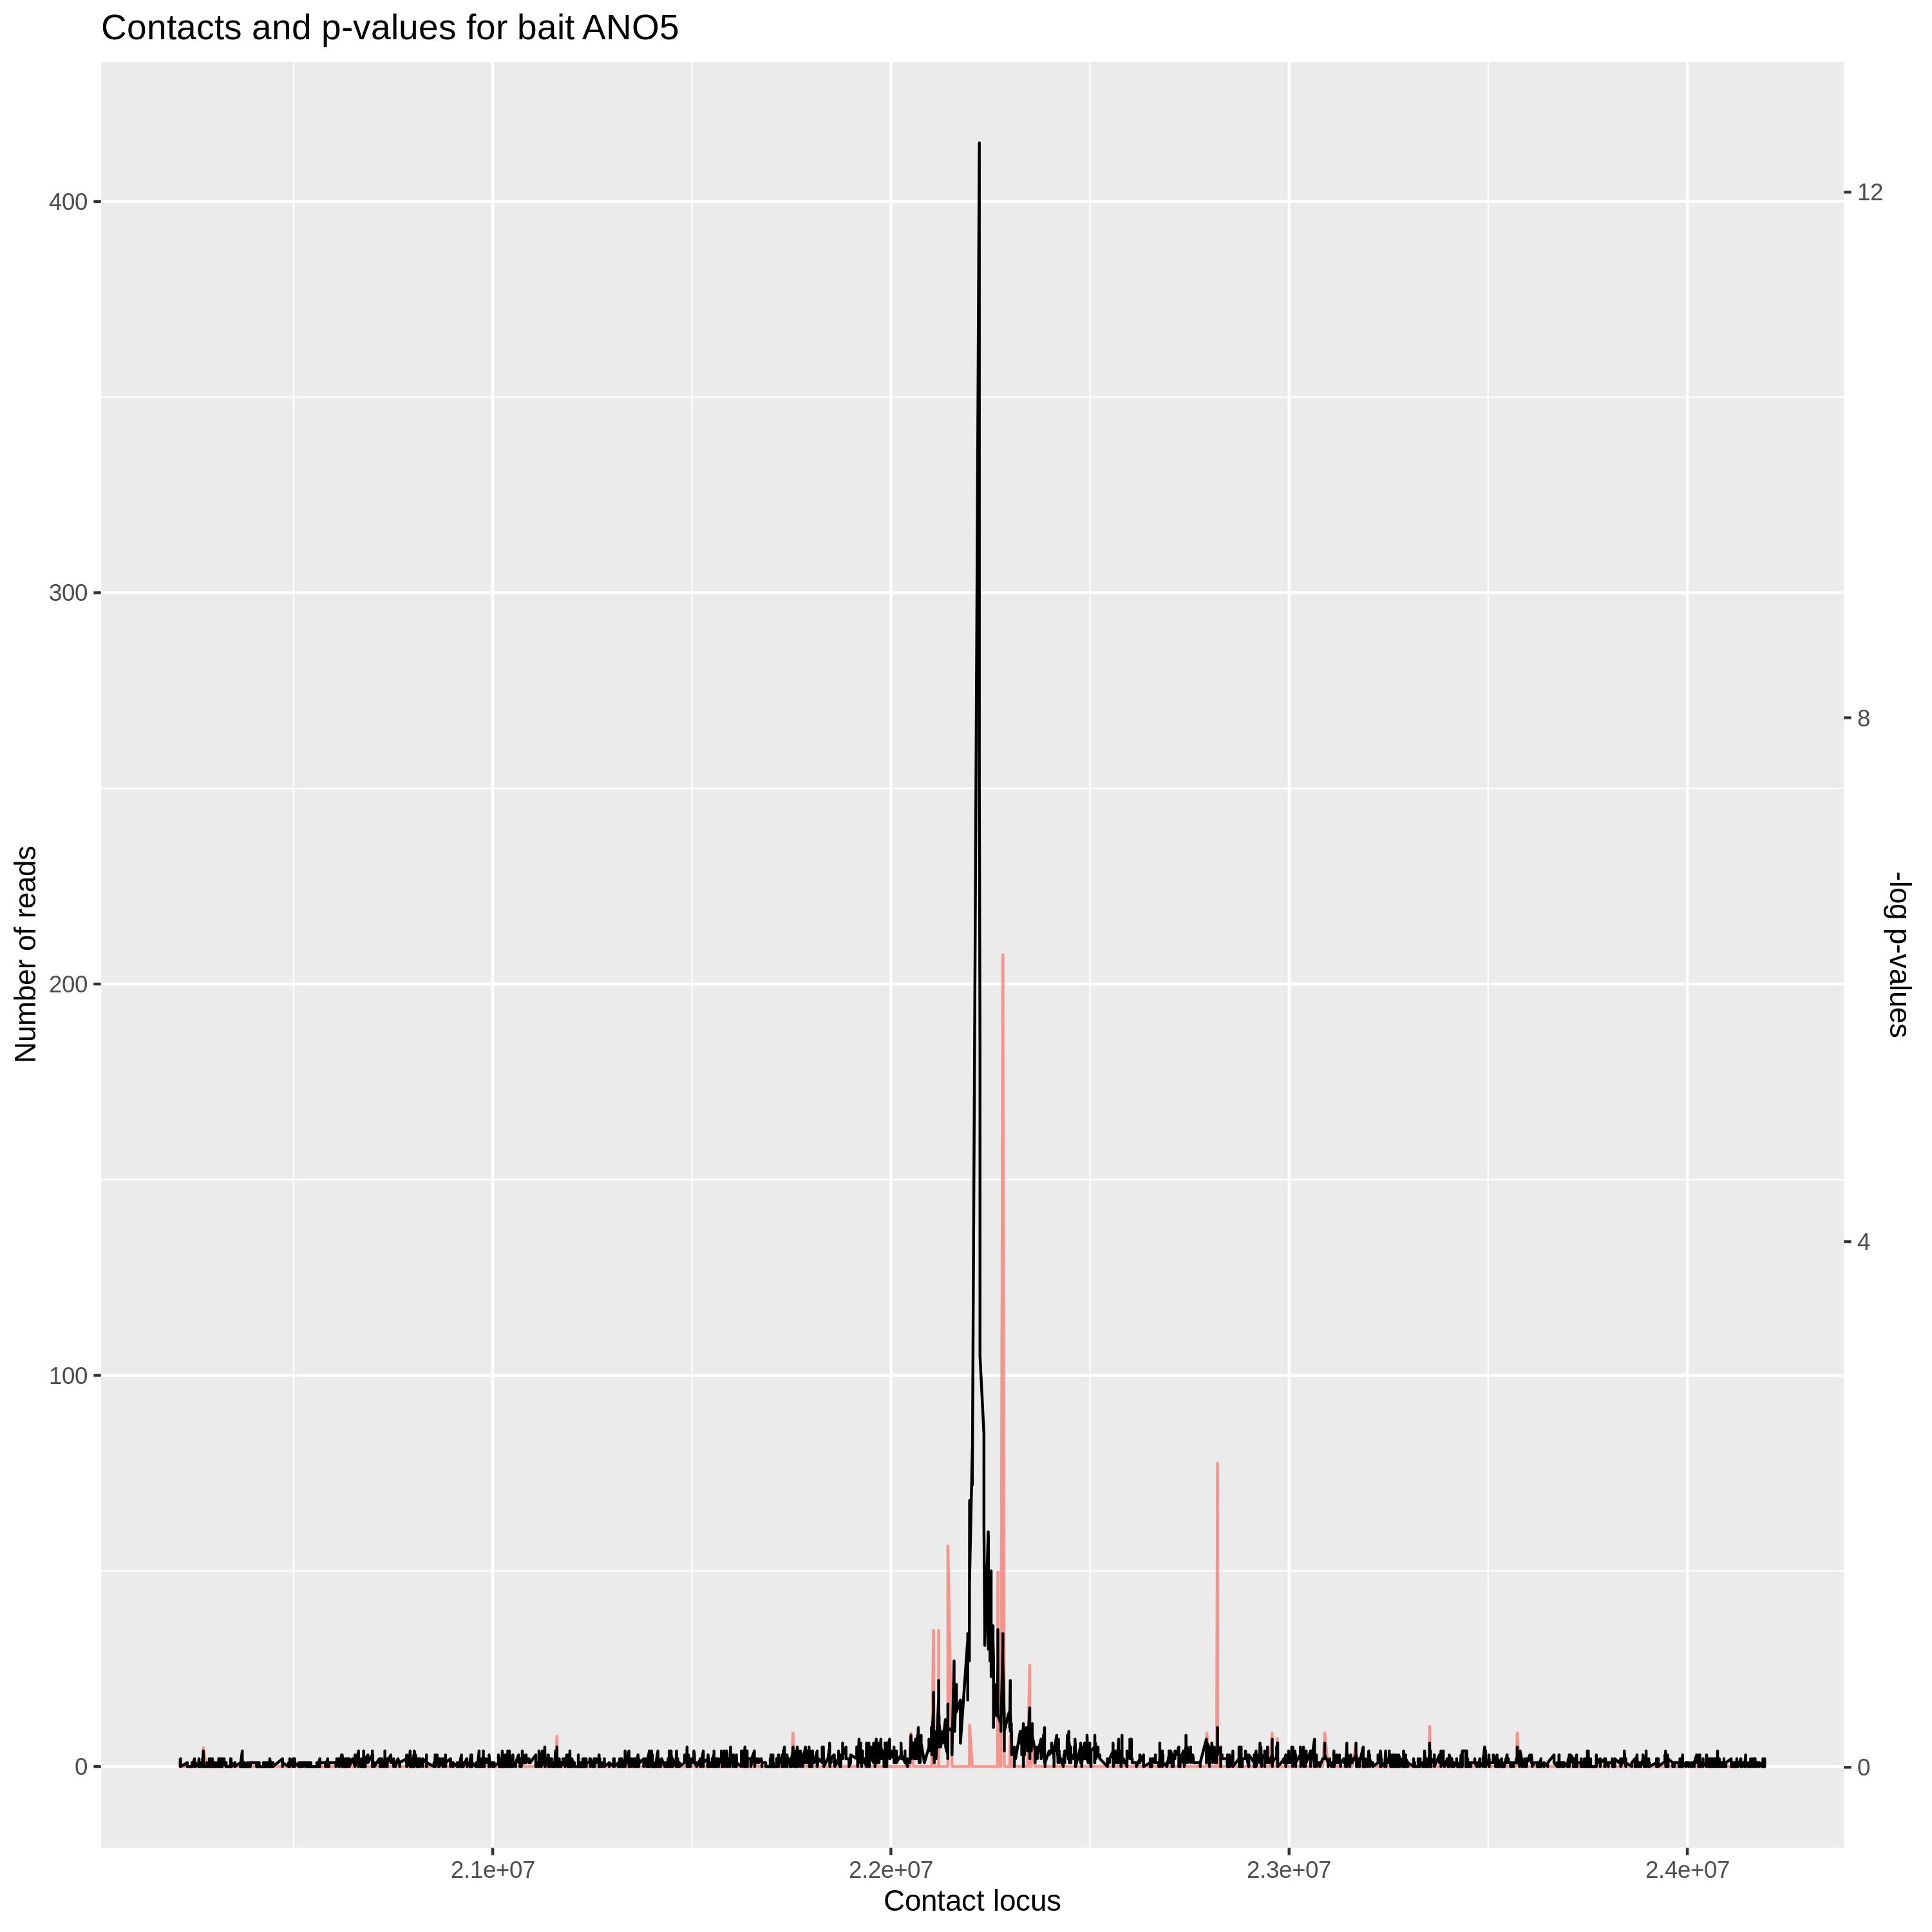 Contacts and p-values for bait ANO5
400
300
200
100
0
Number of reads
12
8
4
0
-log p-values
2.1e+07
2.2e+07
2.3e+07
2.4e+07
Contact locus